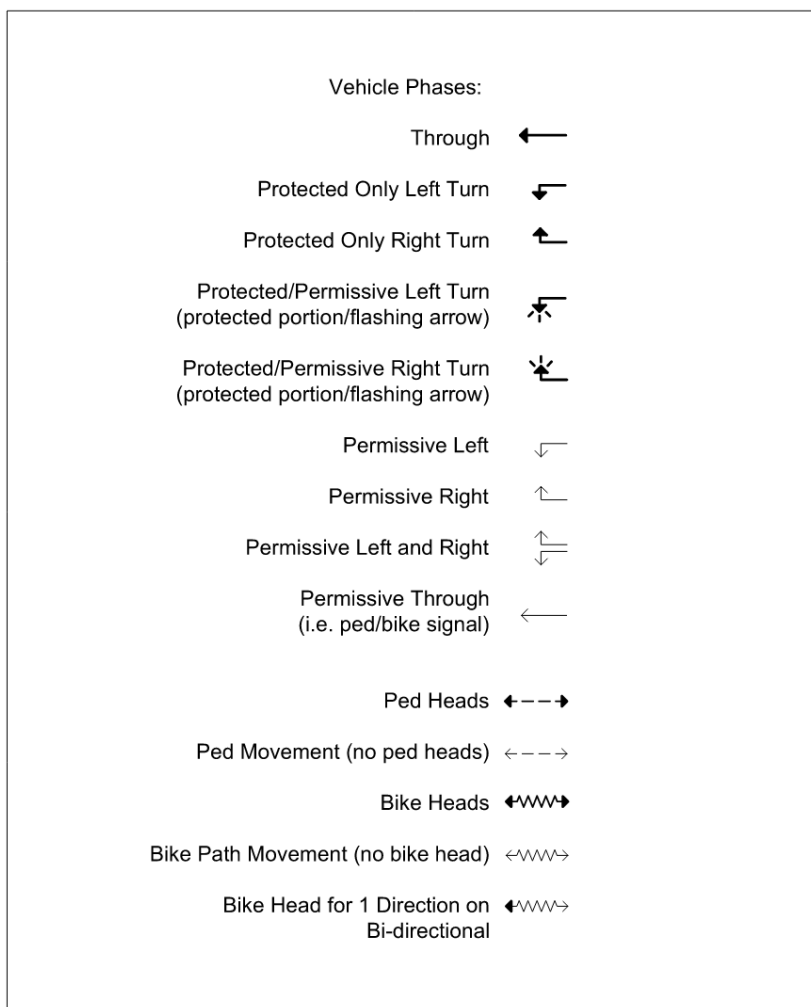 Vehicle Phases:
Through
Protected Only Left Turn
Protected Only Right Turn
Protected/Permissive Left Turn
(protected portion/flashing arrow)
Protected/Permissive Right Turn
(protected portion/flashing arrow)
Permissive Left
Permissive Right
Permissive Left and Right
Permissive Through
(i.e. ped/bike signal)
Ped Heads
Ped Movement (no ped heads)
Bike Heads
Bike Path Movement (no bike head)
Bike Head for 1 Direction on
Bi-directional